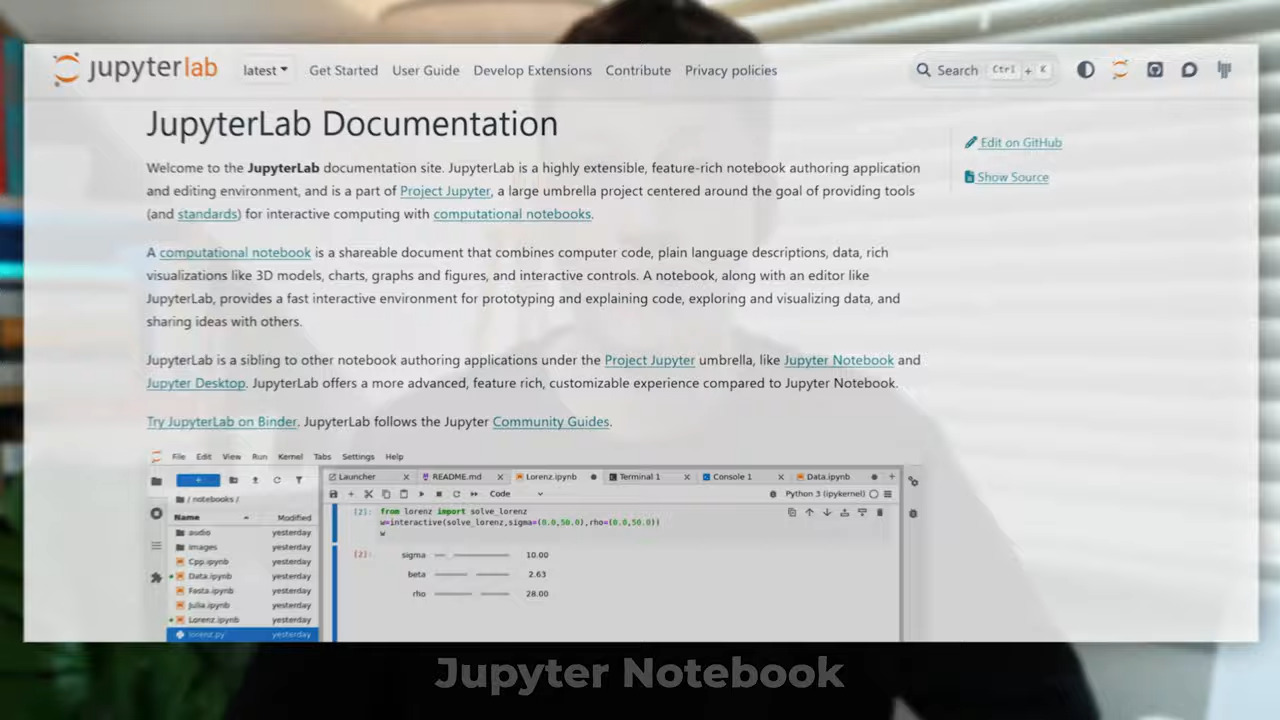 jupyterlab latest Get Started User Guide Develop Extensions Contribute Privacy policies Search Ctrl + K
JupyterLab Documentation
Edit on GitHub
Welcome to the JupyterLab documentation site. JupyterLab is a highly extensible, feature-rich notebook authoring application
Show Source
and editing environment, and is a part of Project Jupyter, a large umbrella project centered around the goal of providing tools
(and standards) for interactive computing with computational notebooks.
A computational notebook is a shareable document that combines computer code, plain language descriptions, data, rich
visualizations like 3D models, charts, graphs and figures, and interactive controls. A notebook, along with an editor like
JupyterLab, provides a fast interactive environment for prototyping and explaining code, exploring and visualizing data, and
sharing ideas with others.
JupyterLab is a sibling to other notebook authoring applications under the Project Jupyter umbrella, like Jupyter Notebook and
Jupyter Desktop. JupyterLab offers a more advanced, feature rich, customizable experience compared to Jupyter Notebook.
Try JupyterLab on Binder. JupyterLab follows the Jupyter Community Guides.
File Edit View Run Kernel Tabs Settings Help
Launcher README.md Lorenz.ipynb Terminal 1 Console 1 Data.ipynb
Code Python 3 (ipykernel)
/ notebooks /
Name Modified
audio yesterday
images yesterday
Cpp.ipynb yesterday
Data.ipynb yesterday
Fasta.ipynb yesterday
Julia.ipynb yesterday
Lorenz.ipynb yesterday
lorenz.py yesterday
[2]: from lorenz import solve_lorenz
w=interactive(solve_lorenz,sigma=(0.0,50.0),rho=(0.0,50.0))
w
[2]: sigma 10.00
beta 2.63
rho 28.00
Jupyter Notebook